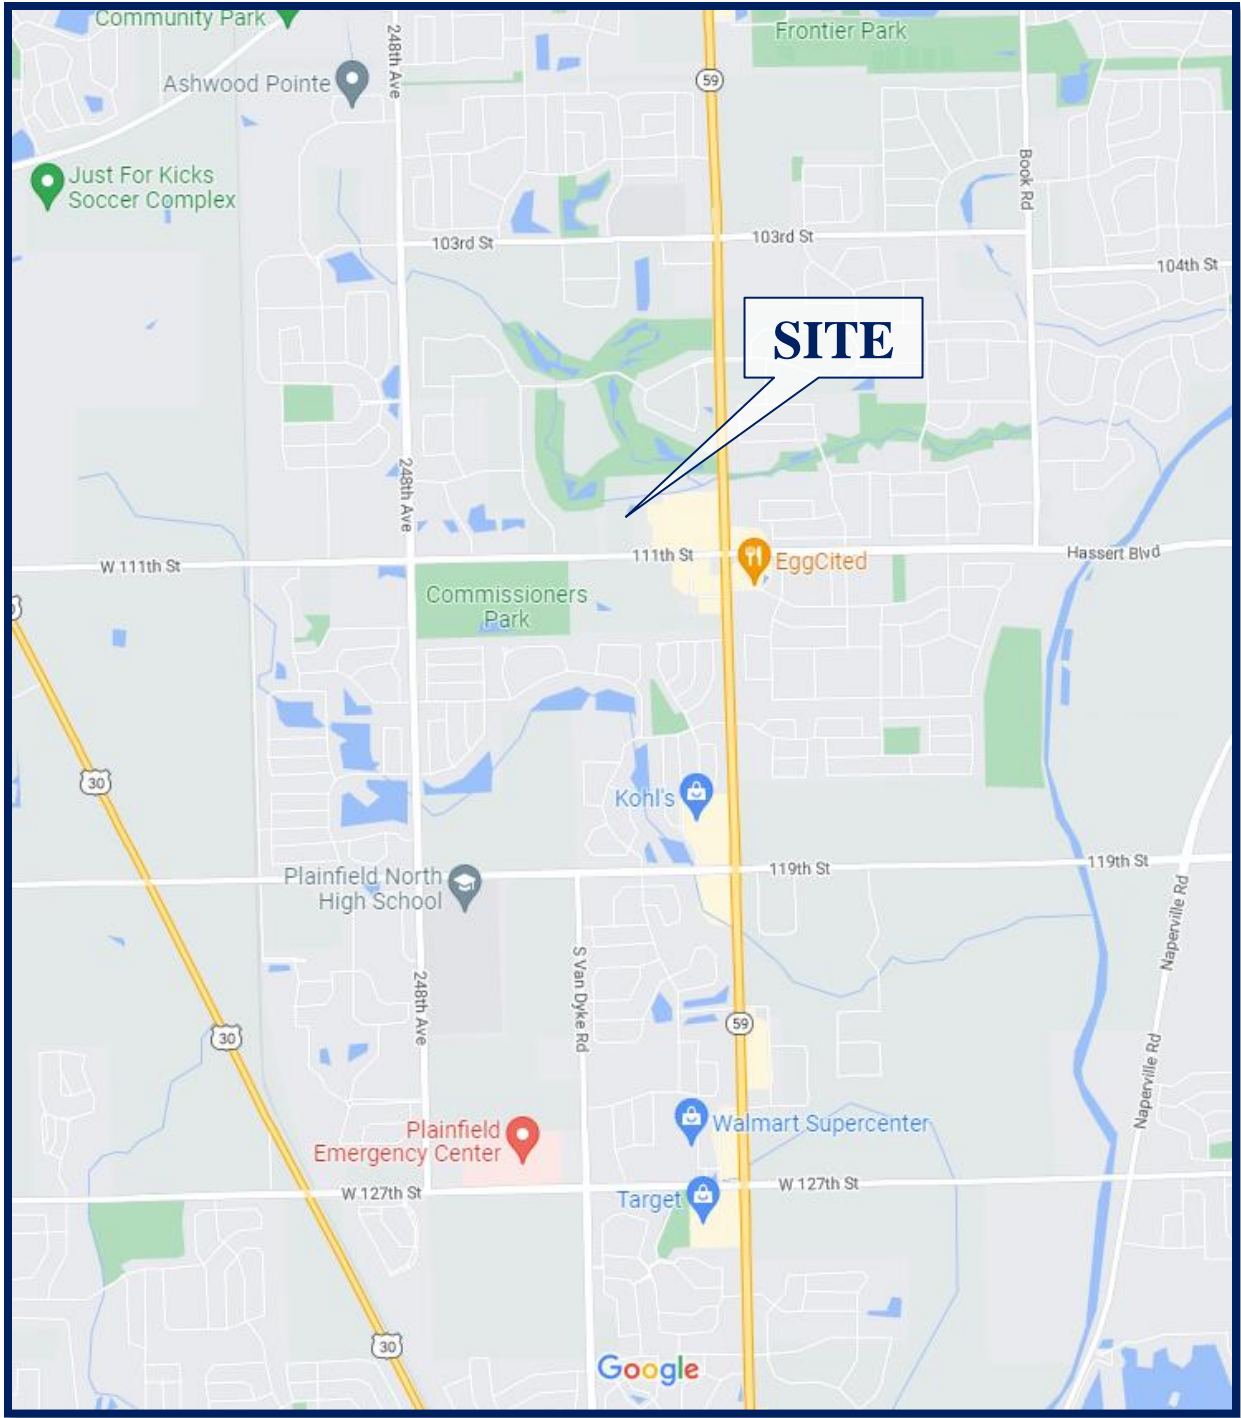 Community Park
Frontier Park
248th Ave
59
Ashwood Pointe
Just For Kicks
Soccer Complex
Book Rd
103rd St
103rd St
104th St
SITE
248th Ave
W 111th St
111th St
EggCited
Hassert Blvd
Commissioners
Park
30
Kohl's
Plainfield North
High School
119th St
119th St
Naperville Rd
248th Ave
S Van Dyke Rd
30
59
Naperville Rd
Plainfield
Emergency Center
Walmart Supercenter
W 127th St
Target
W 127th St
30
Google